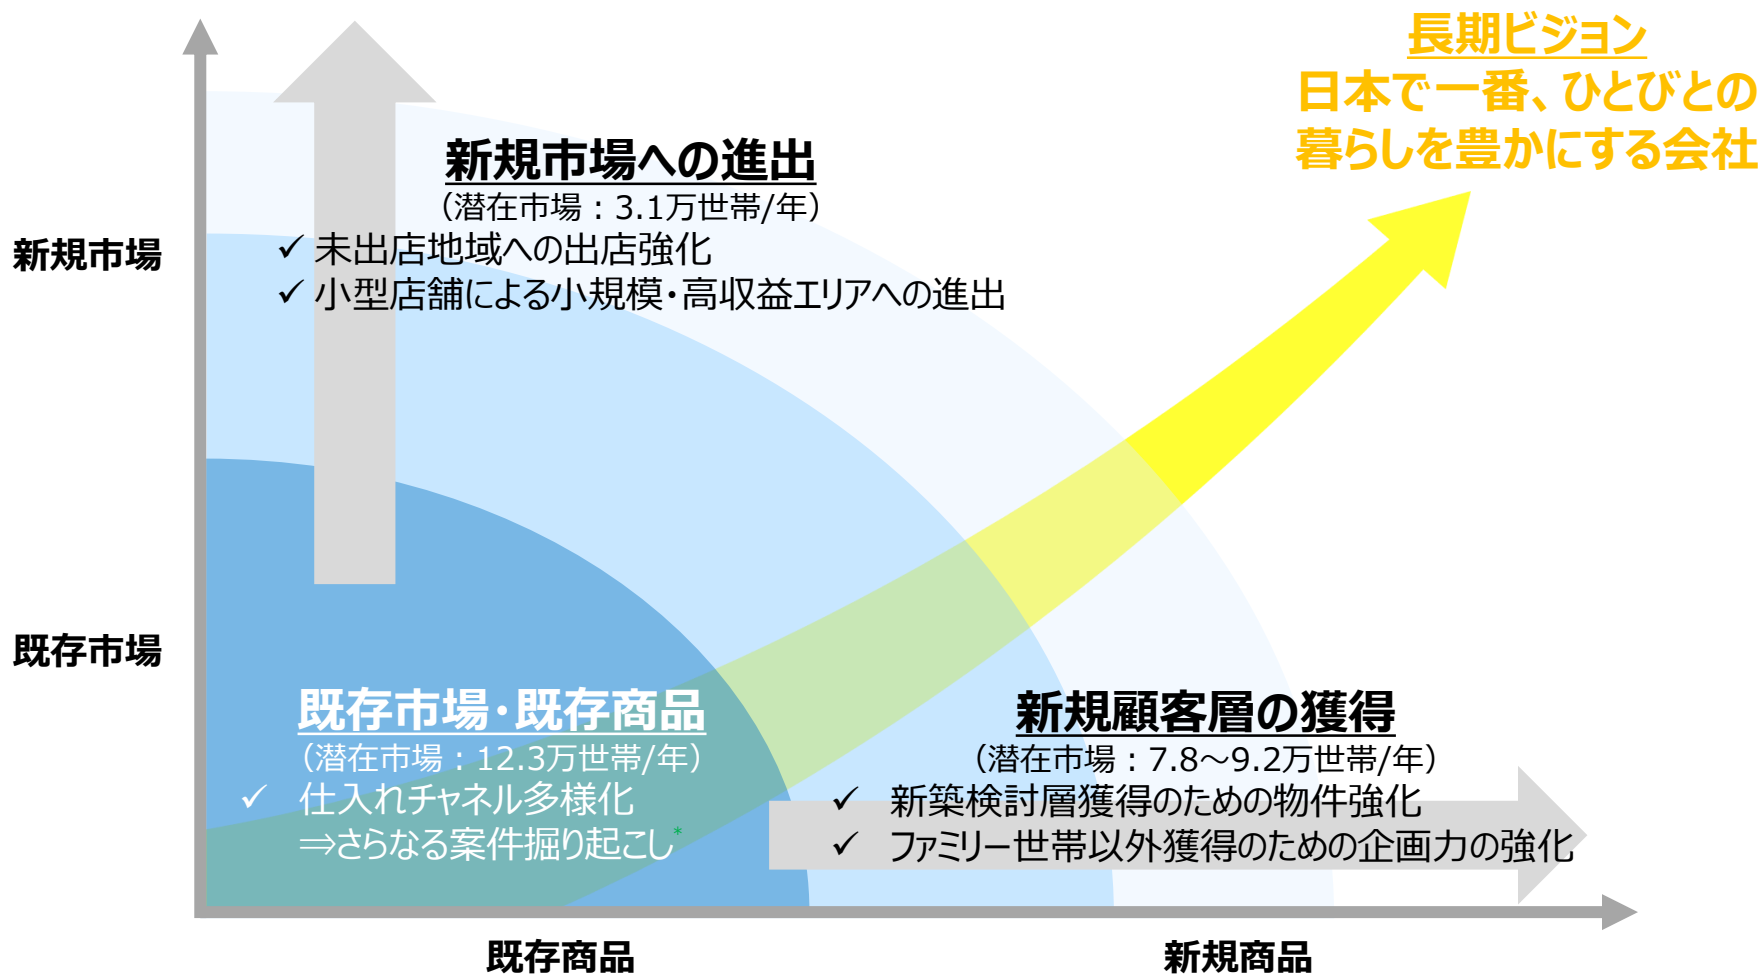 長期ビジョン
日本で一番、ひとびとの
暮らしを豊かにする会社
新規市場への進出
（潜在市場：3.1万世帯/年）
✓ 未出店地域への出店強化
✓ 小型店舗による小規模・高収益エリアへの進出
新規市場
既存市場
既存市場・既存商品
（潜在市場：12.3万世帯/年）
✓ 仕入れチャネル多様化
⇒さらなる案件掘り起こし*
新規顧客層の獲得
（潜在市場：7.8～9.2万世帯/年）
✓ 新築検討層獲得のための物件強化
✓ ファミリー世帯以外獲得のための企画力の強化
既存商品
新規商品